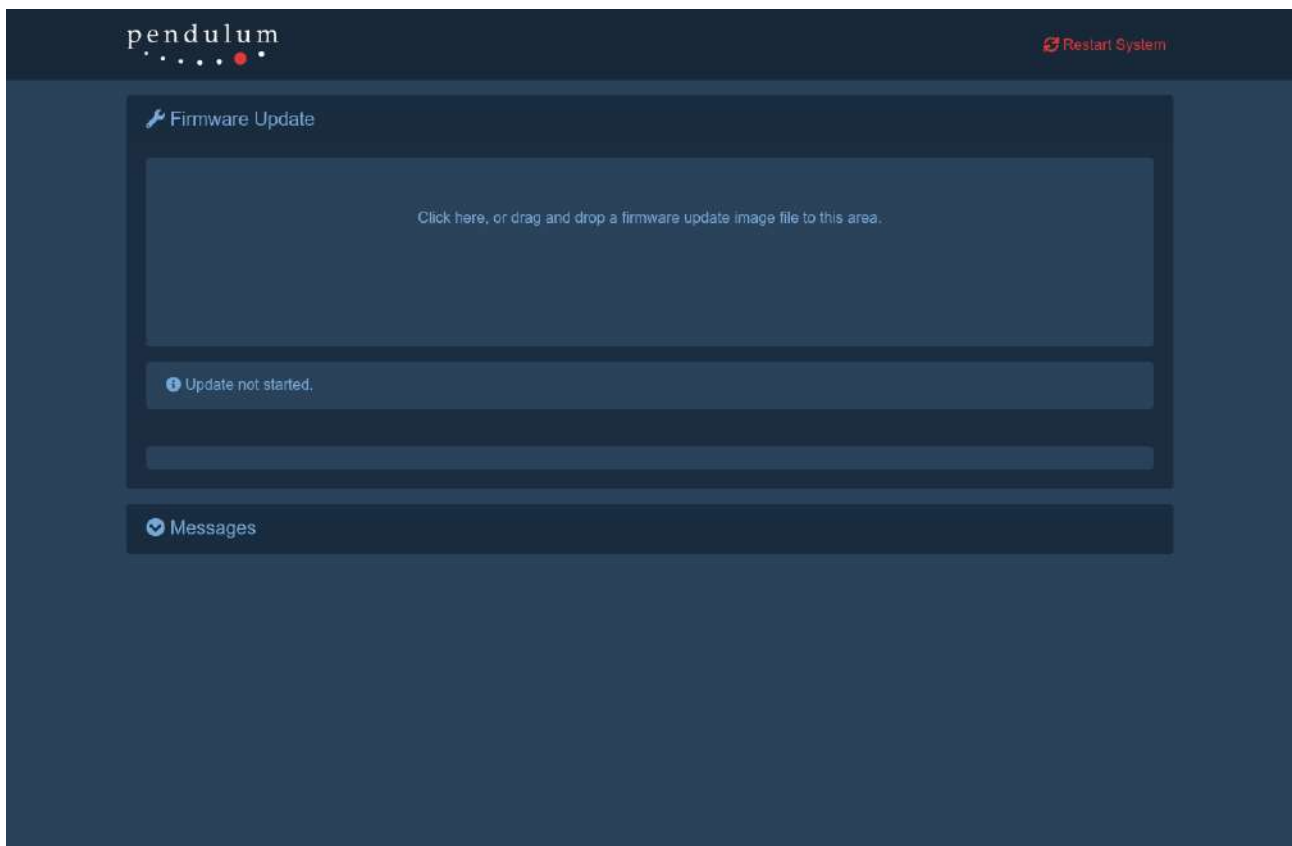 pendulum
Restart System
Firmware Update
Click here, or drag and drop a firmware update image file to this area.
Update not started.
Messages